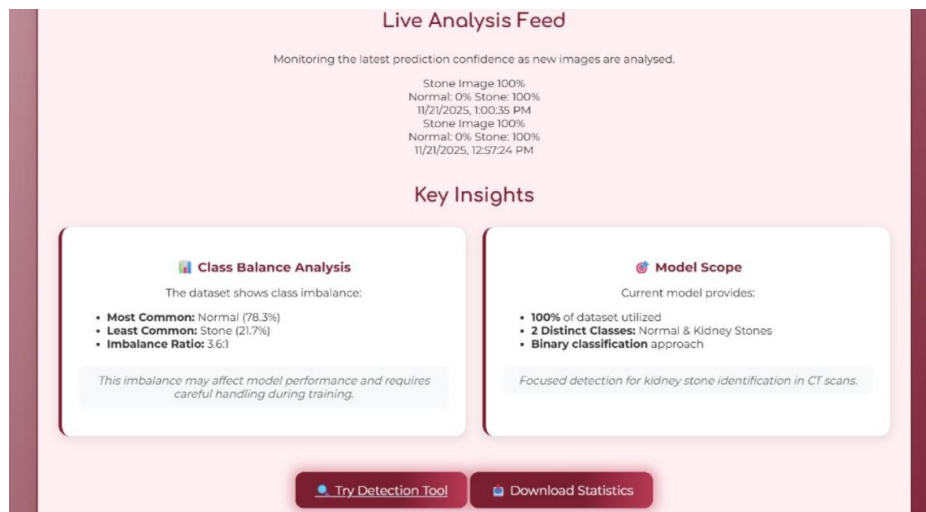 Live Analysis Feed
Monitoring the latest prediction confidence as new images are analysed.
Stone Image 100%
Normal: 0% Stone: 100%
11/21/2025, 1:00:35 PM
Stone Image 100%
Normal: 0% Stone: 100%
11/21/2025, 12:57:24 PM
Key Insights
Class Balance Analysis
The dataset shows class imbalance:
• Most Common: Normal (78.3%)
• Least Common: Stone (21.7%)
• Imbalance Ratio: 3.6:1
This imbalance may affect model performance and requires
careful handling during training.
Model Scope
Current model provides:
• 100% of dataset utilized
• 2 Distinct Classes: Normal & Kidney Stones
• Binary classification approach
Focused detection for kidney stone identification in CT scans.
Try Detection Tool
Download Statistics